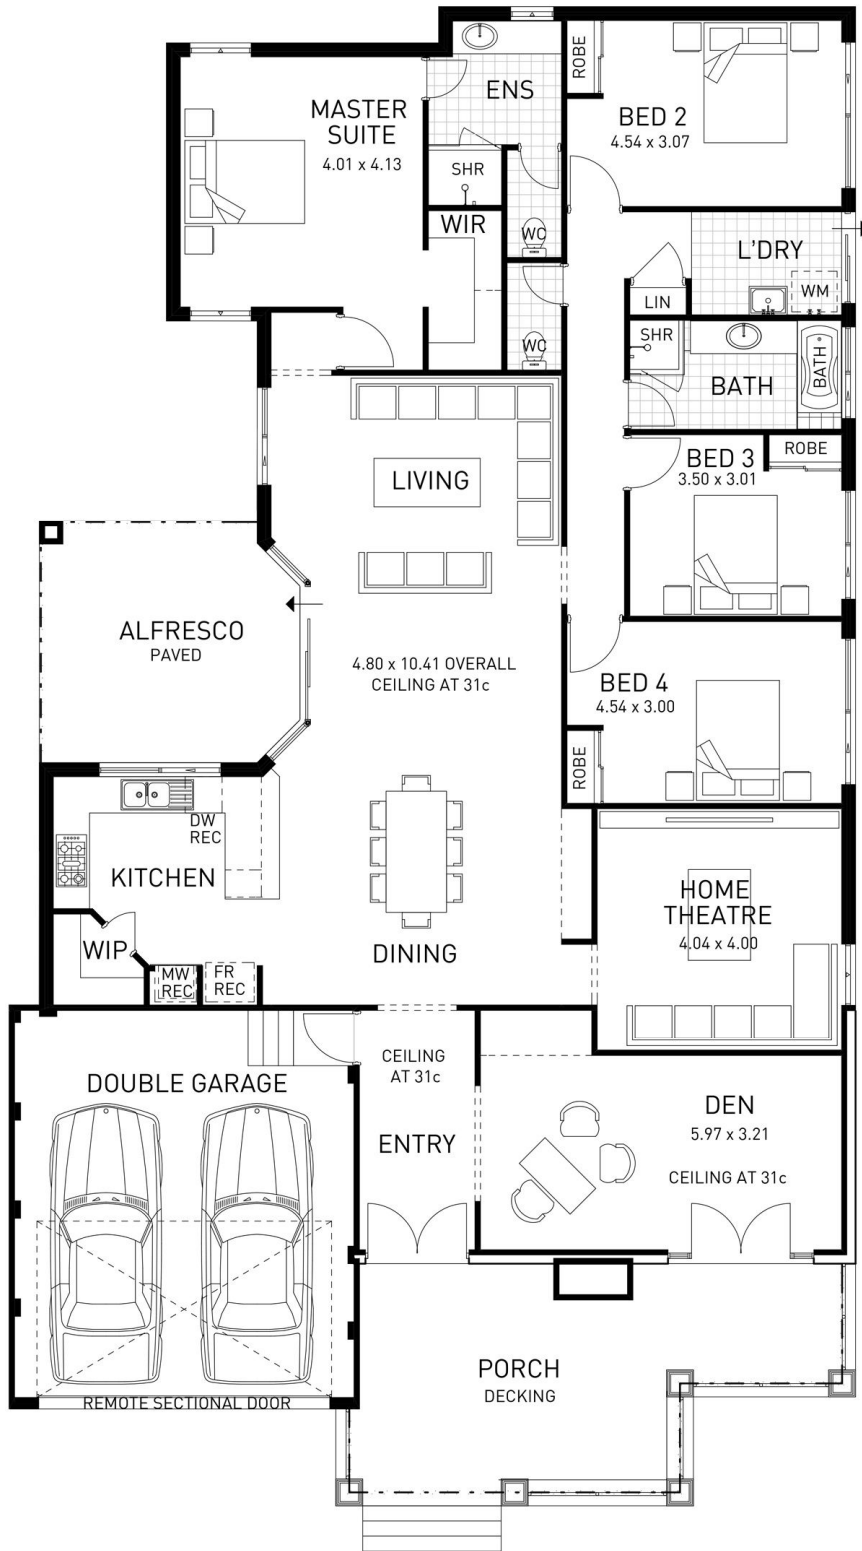 ROBE
BED 2
4.54 x 3.07
ENS
MASTER
SUITE
4.01 x 4.13
SHR
WIR
WC
L'DRY
WM
LIN
WC
SHR
BATH
BATH
ROBE
BED 3
3.50 x 3.01
LIVING
ALFRESCO
PAVED
4.80 x 10.41 OVERALL
CEILING AT 31c
BED 4
4.54 x 3.00
ROBE
DW
REC
KITCHEN
HOME
THEATRE
4.04 x 4.00
WIP
DINING
MW
REC
FR
REC
CEILING
AT 31c
DOUBLE GARAGE
ENTRY
DEN
5.97 x 3.21
CEILING AT 31c
PORCH
DECKING
REMOTE SECTIONAL DOOR